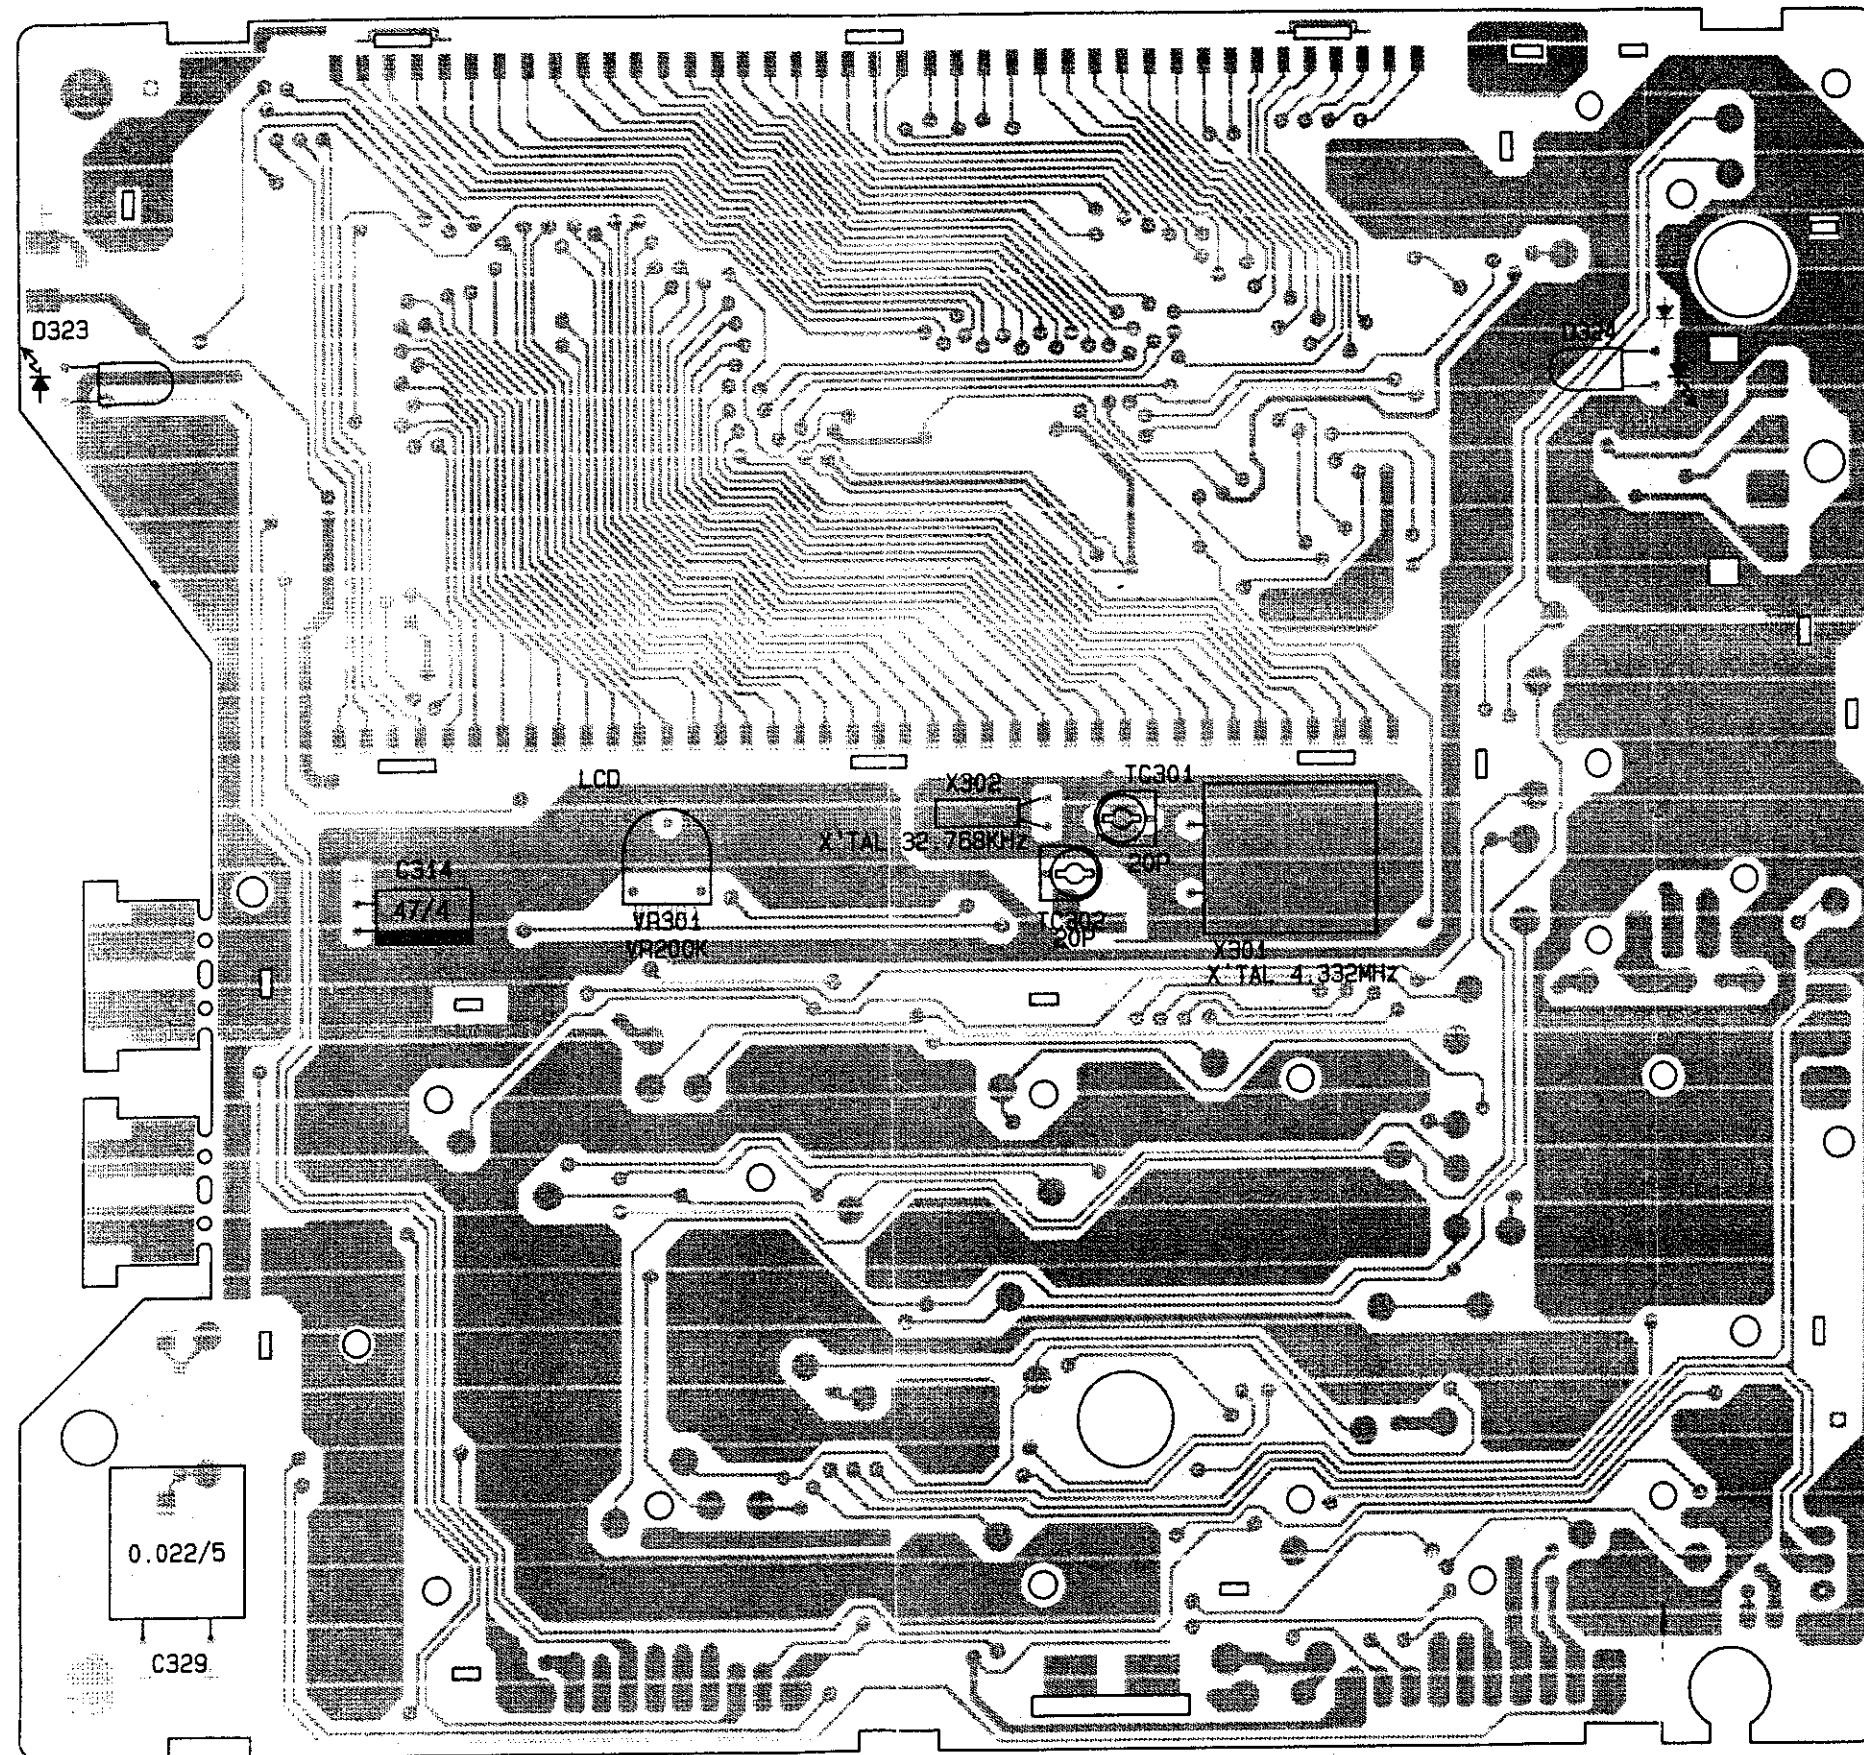 D323
D324
LCD
X302
TC301
X'TAL 32.768KHz
20P
C314
47/4
VR301
VR200K
TC302
20P
X301
X'TAL 4.332MHz
0.022/5
C329